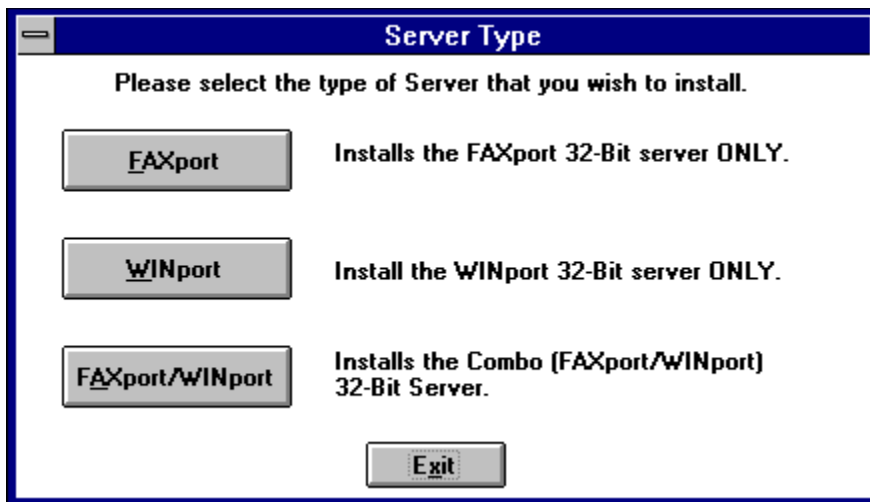 Server Type
Please select the type of Server that you wish to install.
FAXport
Installs the FAXport 32-Bit server ONLY.
WINport
Install the WINport 32-Bit server ONLY.
FAXport/WINport
Installs the Combo (FAXport/WINport)
32-Bit Server.
Exit